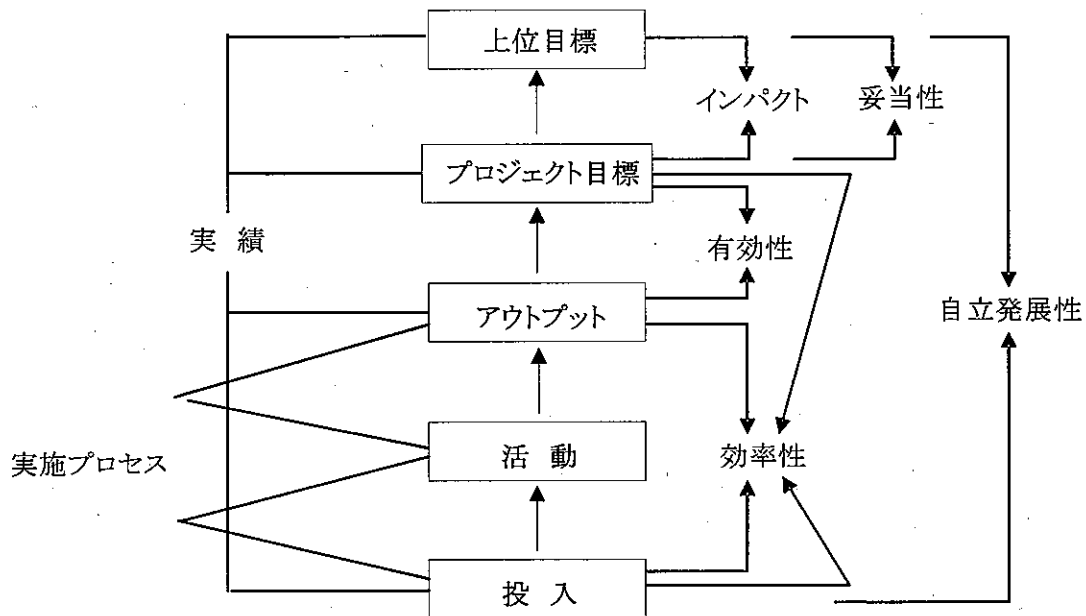 上位目標
インパクト
妥当性
プロジェクト目標
実 績
有効性
アウトプット
自立発展性
実施プロセス
活 動
効率性
投 入